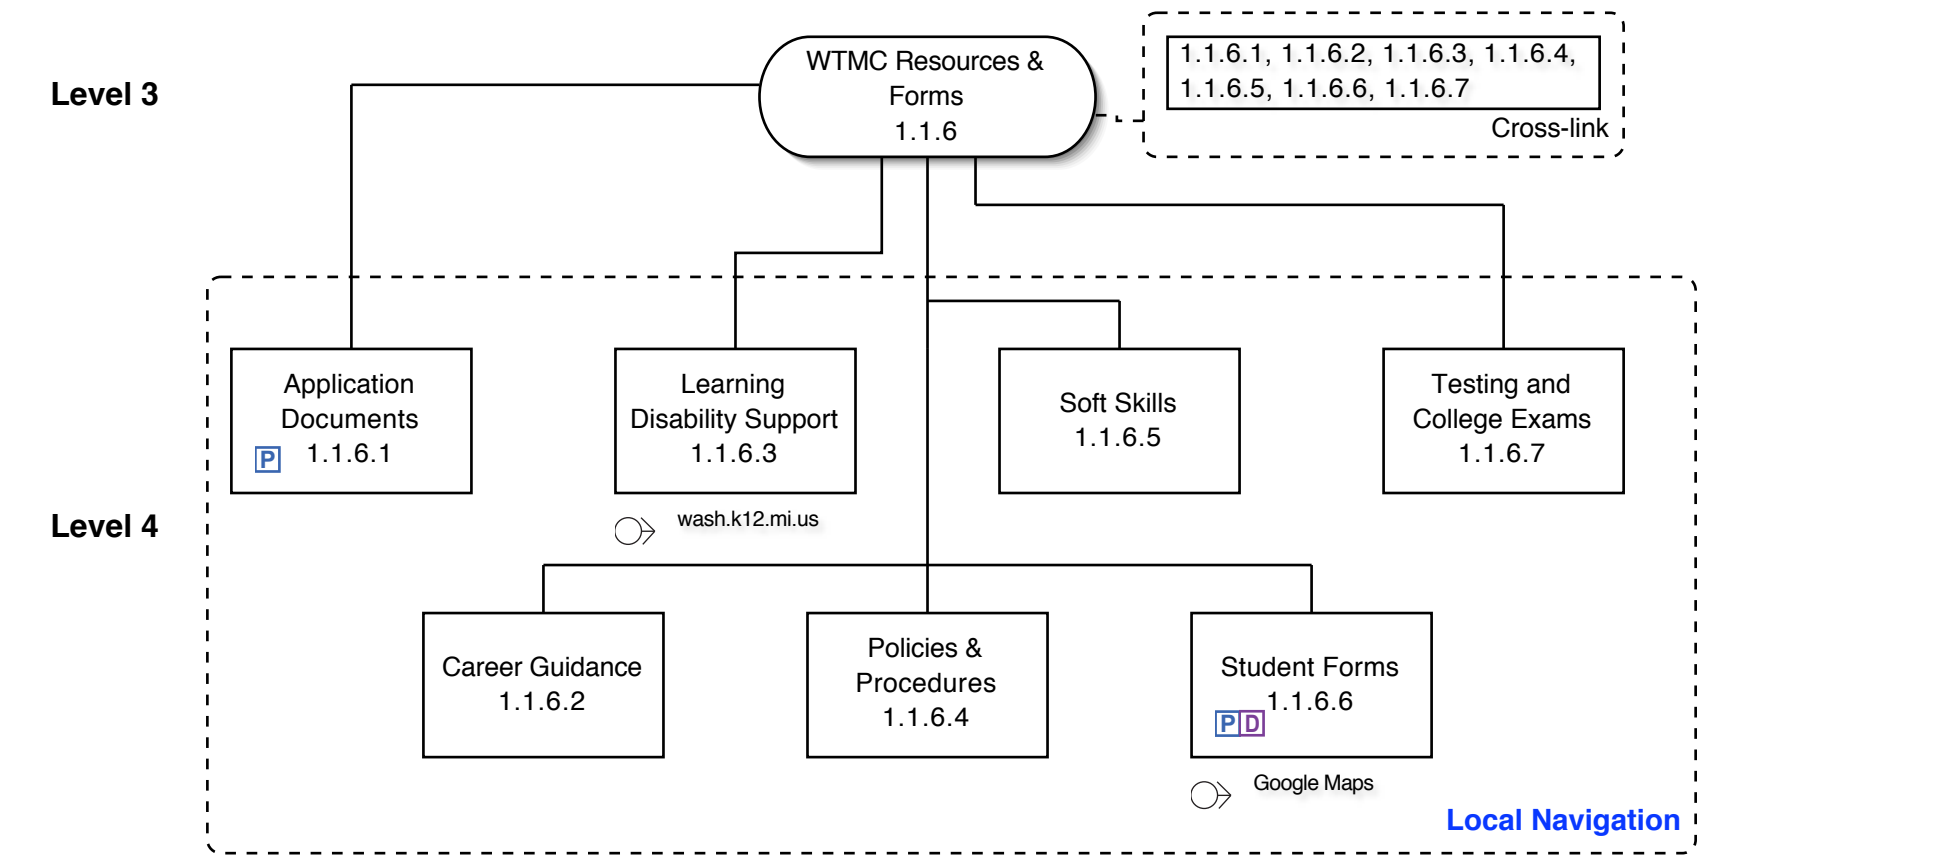 Level 3
WTMC Resources &
Forms
1.1.6
1.1.6.1, 1.1.6.2, 1.1.6.3, 1.1.6.4,
1.1.6.5, 1.1.6.6, 1.1.6.7
Cross-link
Level 4
Application
Documents
1.1.6.1
P
Learning
Disability Support
1.1.6.3
wash.k12.mi.us
Soft Skills
1.1.6.5
Testing and
College Exams
1.1.6.7
Career Guidance
1.1.6.2
Policies &
Procedures
1.1.6.4
Student Forms
1.1.6.6
P D
Google Maps
Local Navigation